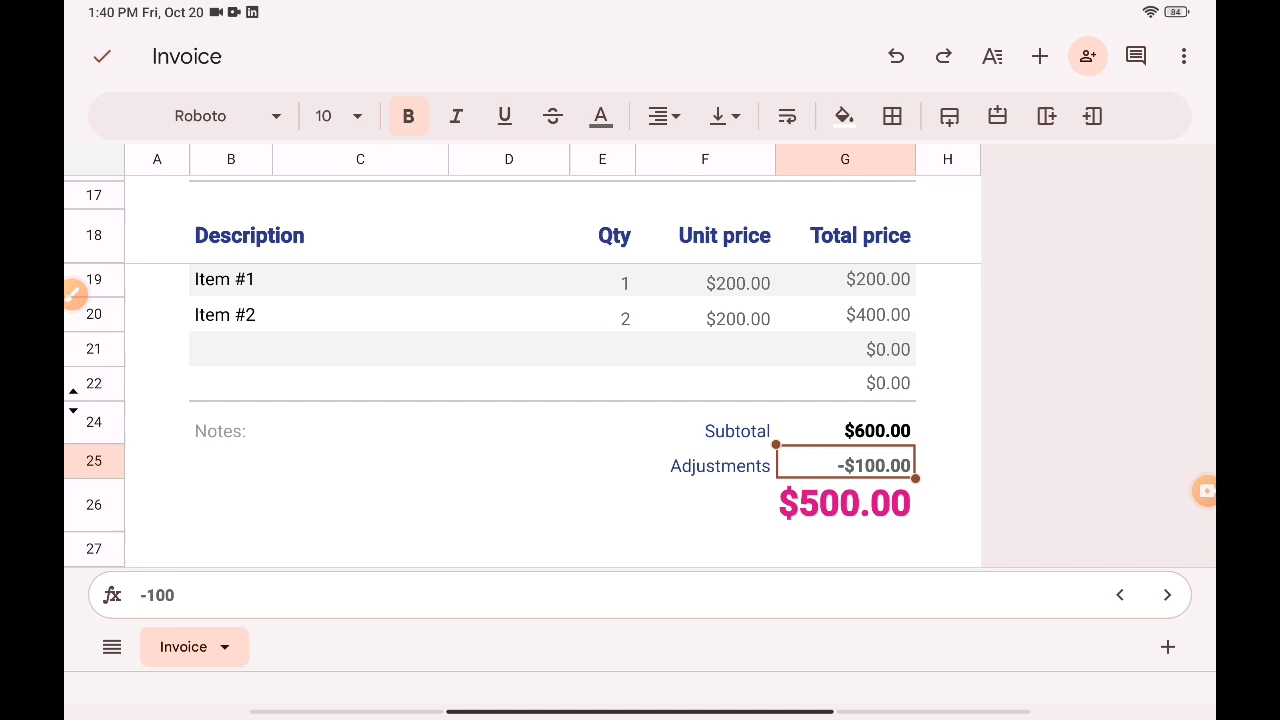 1:40 PM Fri, Oct 20 84
Invoice
Roboto 10 B I U S A
A B C D E F G H
17
18 Description Qty Unit price Total price
19 Item #1 1 $200.00 $200.00
20 Item #2 2 $200.00 $400.00
21 $0.00
22 $0.00
24 Notes: Subtotal $600.00
25 Adjustments -$100.00
26 $500.00
27
fx -100
Invoice